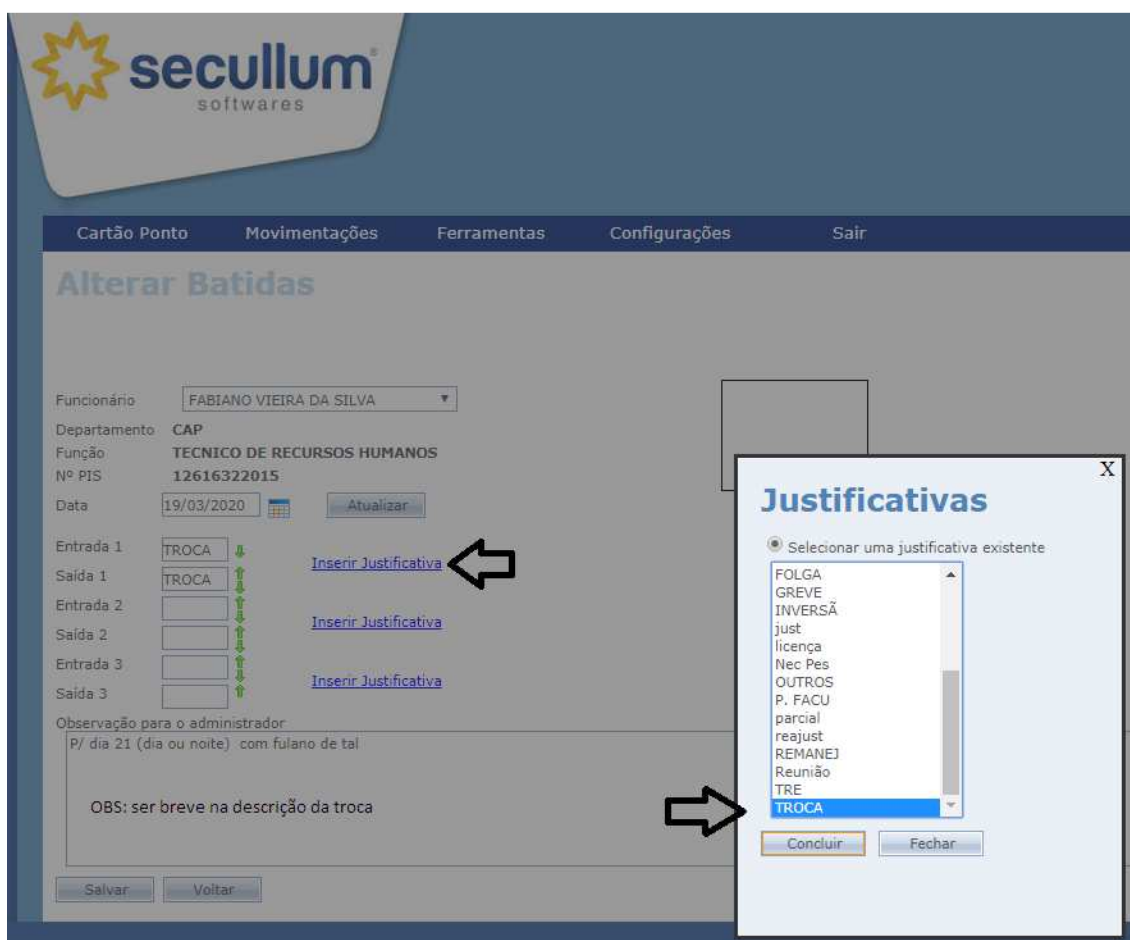 secullum
softwares
Cartão Ponto Movimentações Ferramentas Configurações Sair
Alterar Batidas
Funcionário FABIANO VIEIRA DA SILVA
Departamento CAP
Função TECNICO DE RECURSOS HUMANOS
Nº PIS 12616322015
Data 19/03/2020 Atualizar
Entrada 1 TROCA
Inserir Justificativa
Saída 1 TROCA
Entrada 2
Inserir Justificativa
Saída 2
Entrada 3
Inserir Justificativa
Saída 3
Observação para o administrador
P/ dia 21 (dia ou noite) com fulano de tal
OBS: ser breve na descrição da troca
Salvar Voltar
X
Justificativas
Selecionar uma justificativa existente
FOLGA
GREVE
INVERSÃ
just
licença
Nec Pes
OUTROS
P. FACU
parcial
reajust
REMANEJ
Reunião
TRE
TROCA
Concluir Fechar